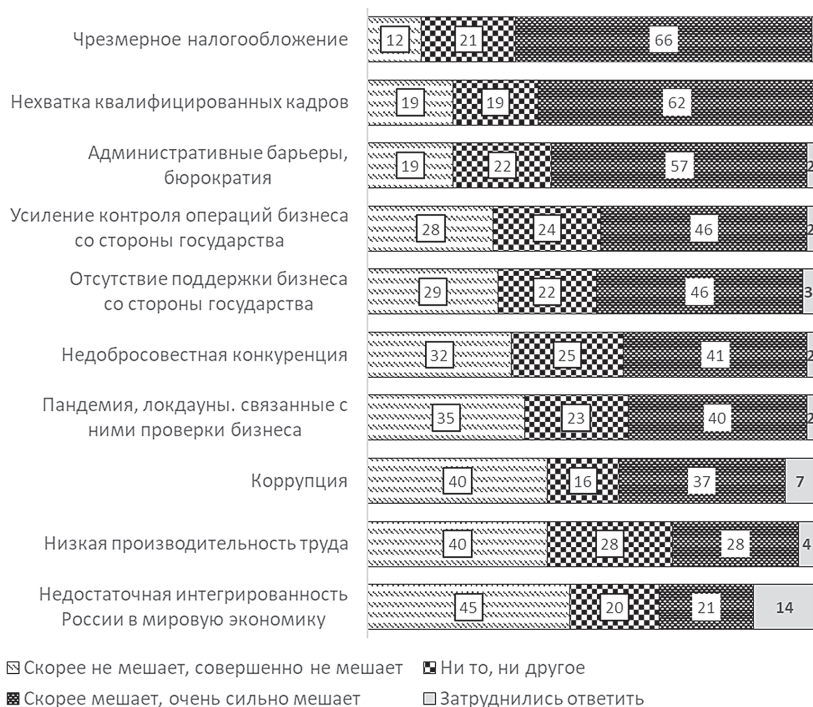 Чрезмерное налогообложение
12 21 66
Нехватка квалифицированных кадров
19 19 62
Административные барьеры,
бюрократия
19 22 57 2
Усиление контроля операций бизнеса
со стороны государства
28 24 46 2
Отсутствие поддержки бизнеса
со стороны государства
29 22 46 3
Недобросовестная конкуренция
32 25 41 2
Пандемия, локдауны. связанные с
ними проверки бизнеса
35 23 40 2
Коррупция
40 16 37 7
Низкая производительность труда
40 28 28 4
Недостаточная интегрированность
России в мировую экономику
45 20 21 14
Скорее не мешает, совершенно не мешает Ни то, ни другое
Скорее мешает, очень сильно мешает Затруднились ответить